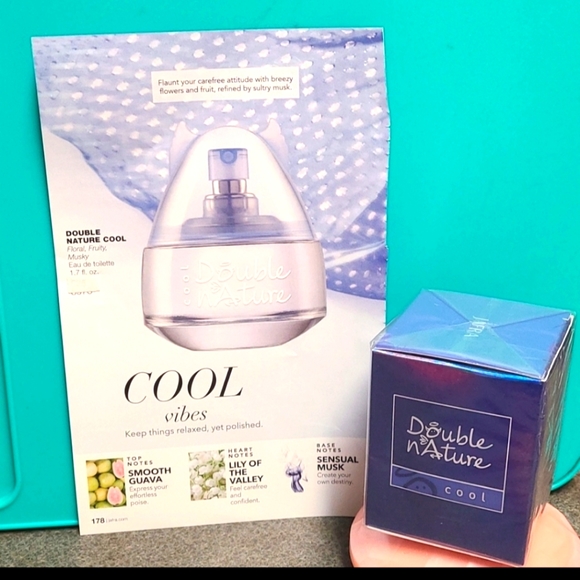 Flaunt your carefree attitude with breezy
flowers and fruit, refined by sultry musk.
DOUBLE
NATURE COOL
Floral, Fruity,
Musky
Eau de toilette
1.7 fl. oz.
Double
n'Ature
COOL
vibes
Keep things relaxed, yet polished.
TOP
NOTES
SMOOTH
GUAVA
Express your
effortless
poise.
HEART
NOTES
LILY OF
THE
VALLEY
Feel carefree
and
confident.
BASE
NOTES
SENSUAL
MUSK
Create your
own destiny.
178
JAFRA
Double
n'Ature
cool